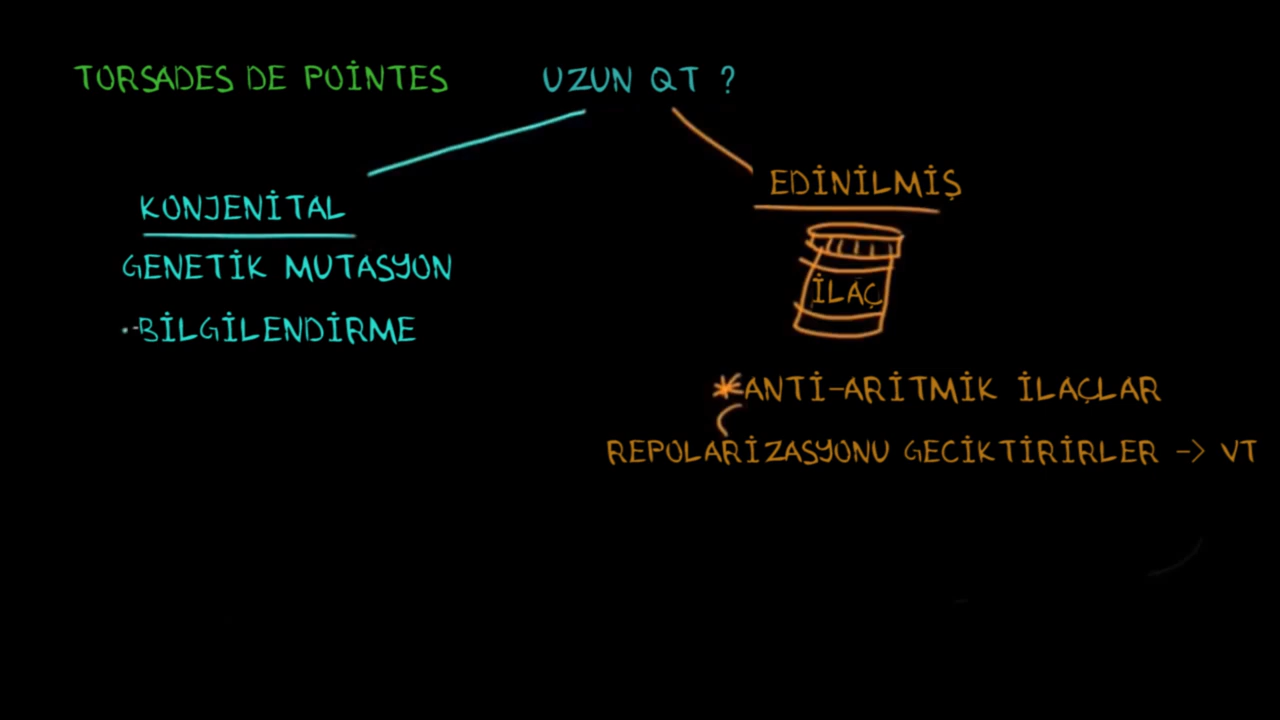 TORSADES DE POİNTES UZUN QT ?
KONJENİTAL
GENETİK MUTASYON
-BİLGİLENDİRME
EDİNİLMİŞ
İLAÇ
*ANTİ-ARİTMİK İLAÇLAR
REPOLARİZASYONU GECİKTİRİRLER -> VT